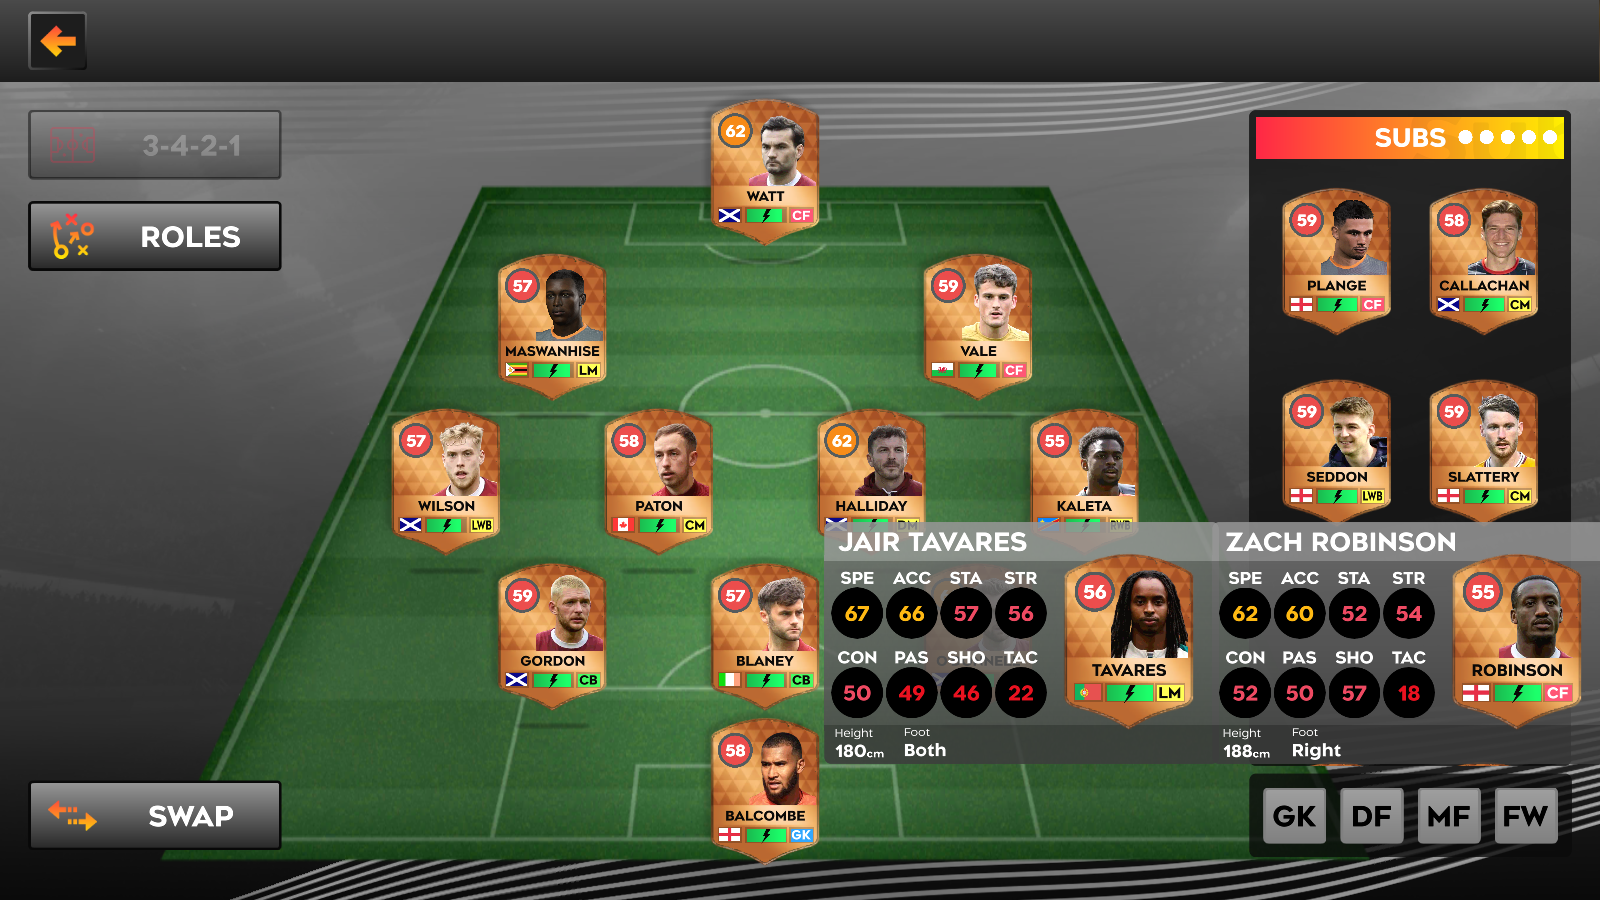 3-4-2-1
ROLES
SWAP
62
WATT
CF
57
MASWANHISE
LM
59
VALE
CF
57
WILSON
LWB
58
PATON
CM
62
HALLIDAY
DM
55
KALETA
RWB
59
GORDON
CB
57
BLANEY
CB
58
BALCOMBE
GK
SUBS
59
PLANGE
CF
58
CALLACHAN
CM
59
SEDDON
LWB
59
SLATTERY
CM
JAIR TAVARES
SPE ACC STA STR
67 66 57 56
CON PAS SHO TAC
50 49 46 22
Height Foot
180cm Both
56
TAVARES
LM
ZACH ROBINSON
SPE ACC STA STR
62 60 52 54
CON PAS SHO TAC
52 50 57 18
Height Foot
188cm Right
55
ROBINSON
CF
GK DF MF FW